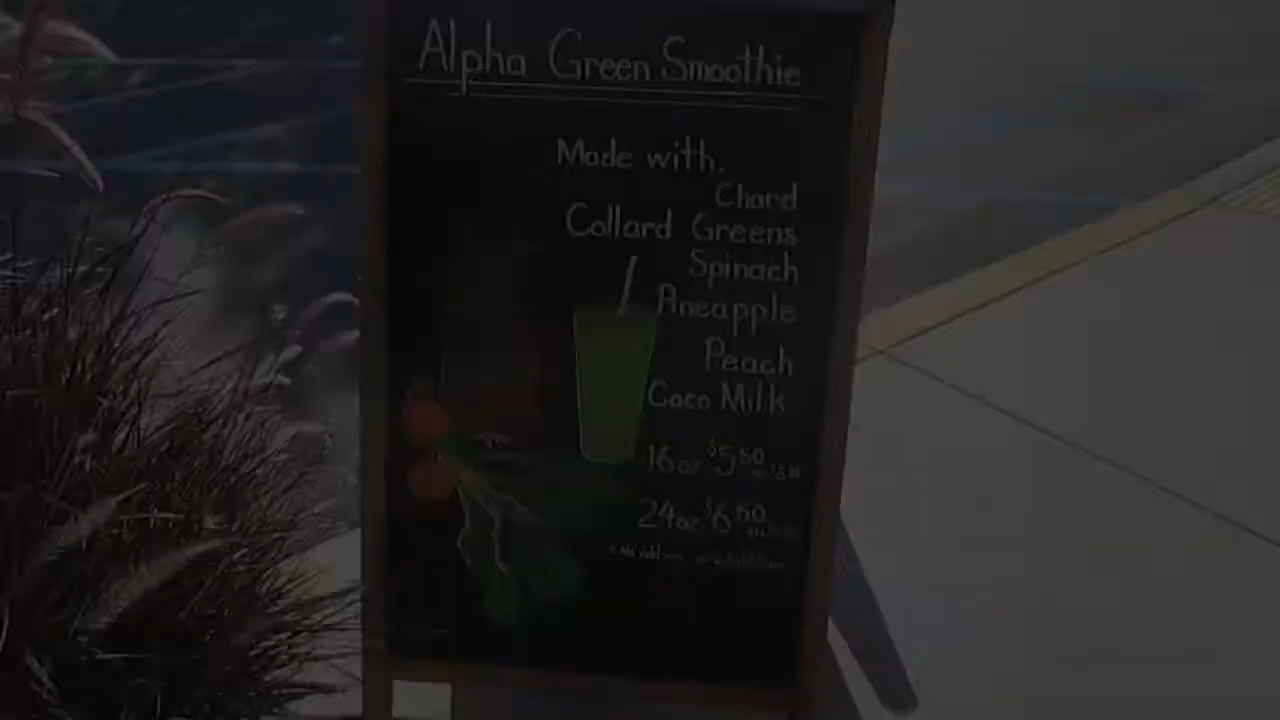 Alpha Green Smoothie
Made with.
Chard
Collard Greens
Spinach
Pineapple
Peach
Coco Milk
16oz $5.50
24oz $6.50